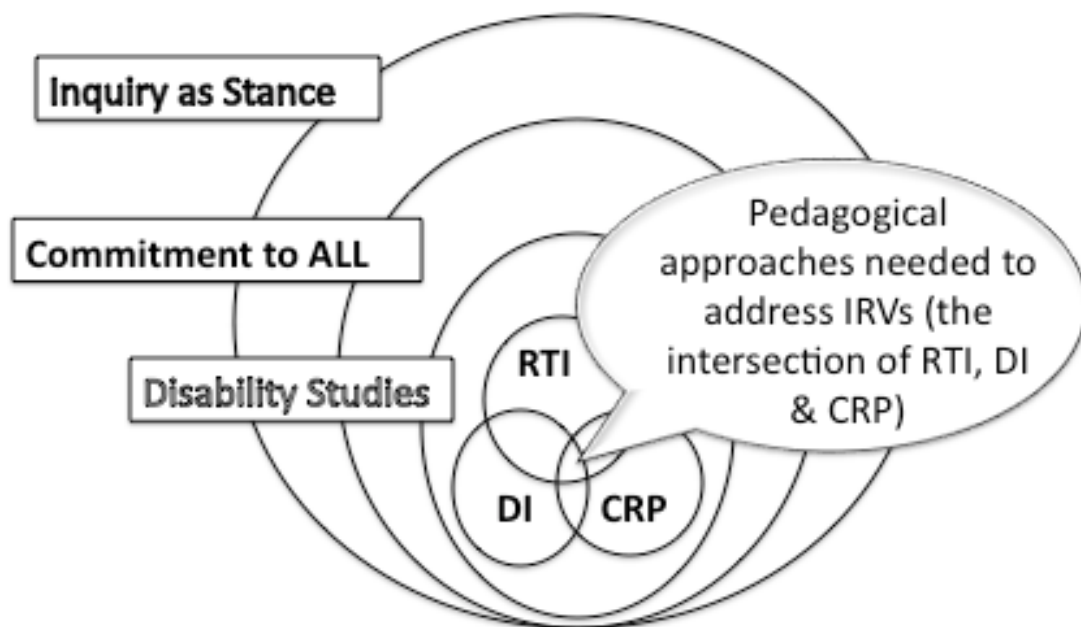 Inquiry as Stance
Commitment to ALL
Disability Studies
Pedagogical
approaches needed to
address IRVs (the
intersection of RTI, DI
& CRP)
RTI
DI
CRP